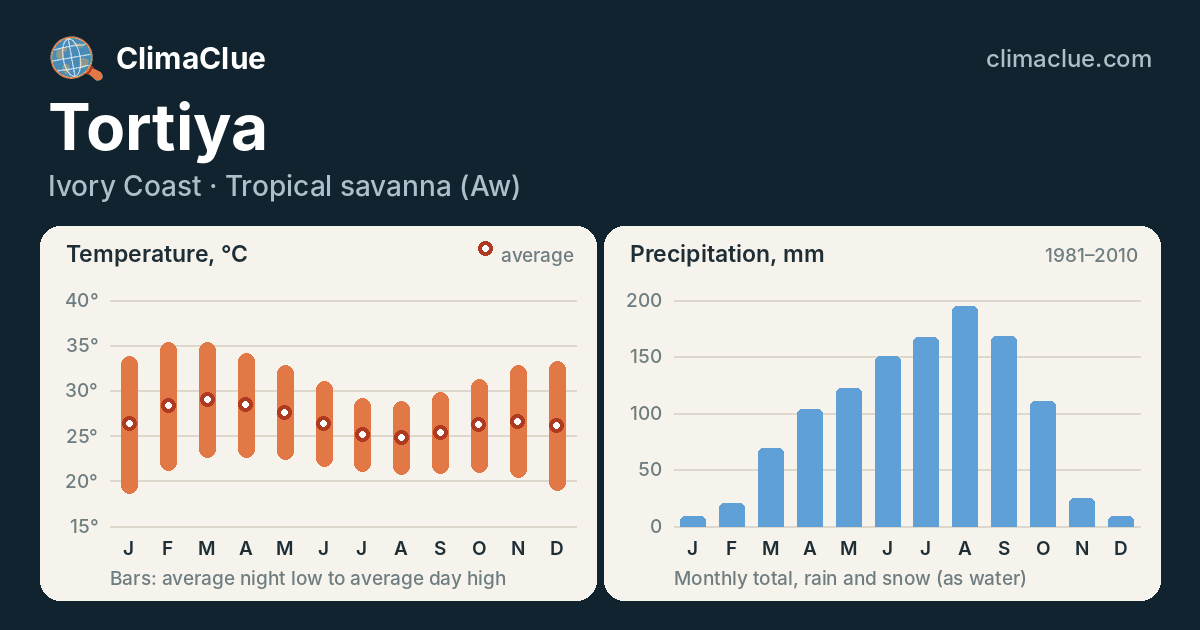 ClimaClue
climaclue.com
Tortiya
Ivory Coast · Tropical savanna (Aw)
Temperature, °C
average
40°
35°
30°
25°
20°
15°
J F M A M J J A S O N D
Bars: average night low to average day high
Precipitation, mm
1981–2010
200
150
100
50
0
J F M A M J J A S O N D
Monthly total, rain and snow (as water)